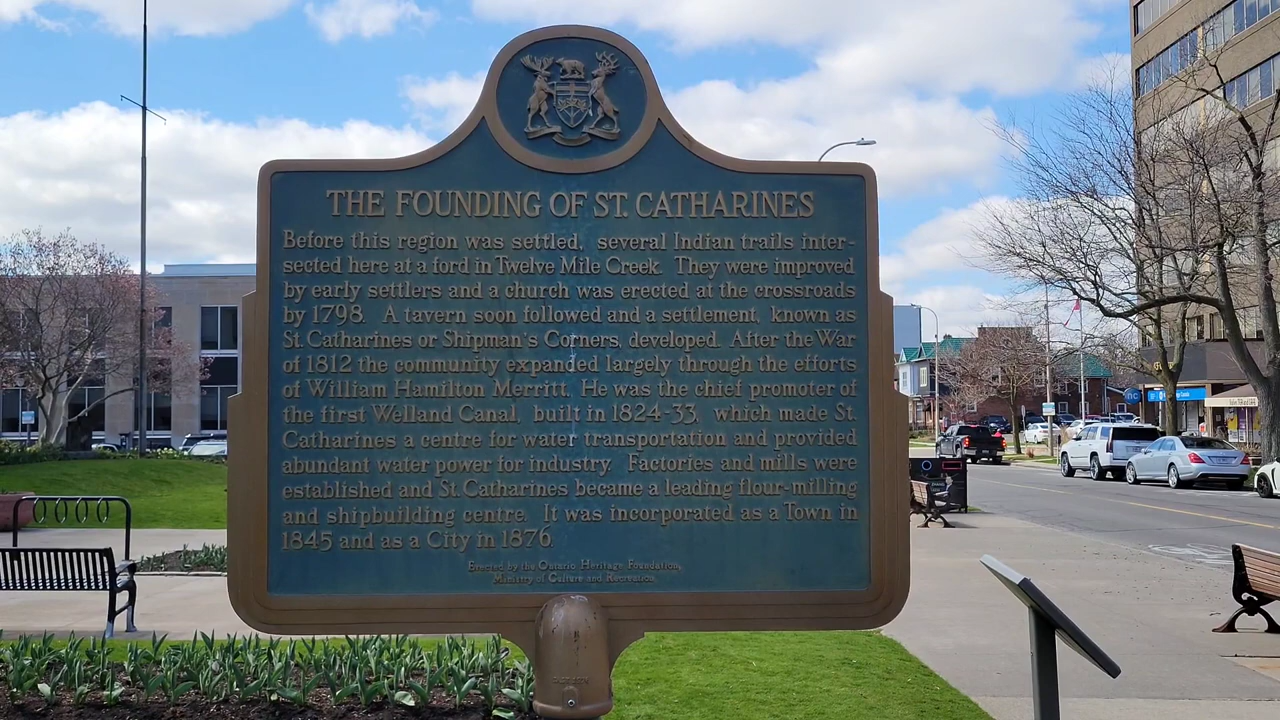 THE FOUNDING OF ST. CATHARINES
Before this region was settled, several Indian trails inter-
sected here at a ford in Twelve Mile Creek. They were improved
by early settlers and a church was erected at the crossroads
by 1798. A tavern soon followed and a settlement, known as
St. Catharines or Shipman's Corners, developed. After the War
of 1812 the community expanded largely through the efforts
of William Hamilton Merritt. He was the chief promoter of
the first Welland Canal, built in 1824-33, which made St.
Catharines a centre for water transportation and provided
abundant water power for industry. Factories and mills were
established and St. Catharines became a leading flour-milling
and shipbuilding centre. It was incorporated as a Town in
1845 and as a City in 1876.
Erected by the Ontario Heritage Foundation,
Ministry of Culture and Recreation